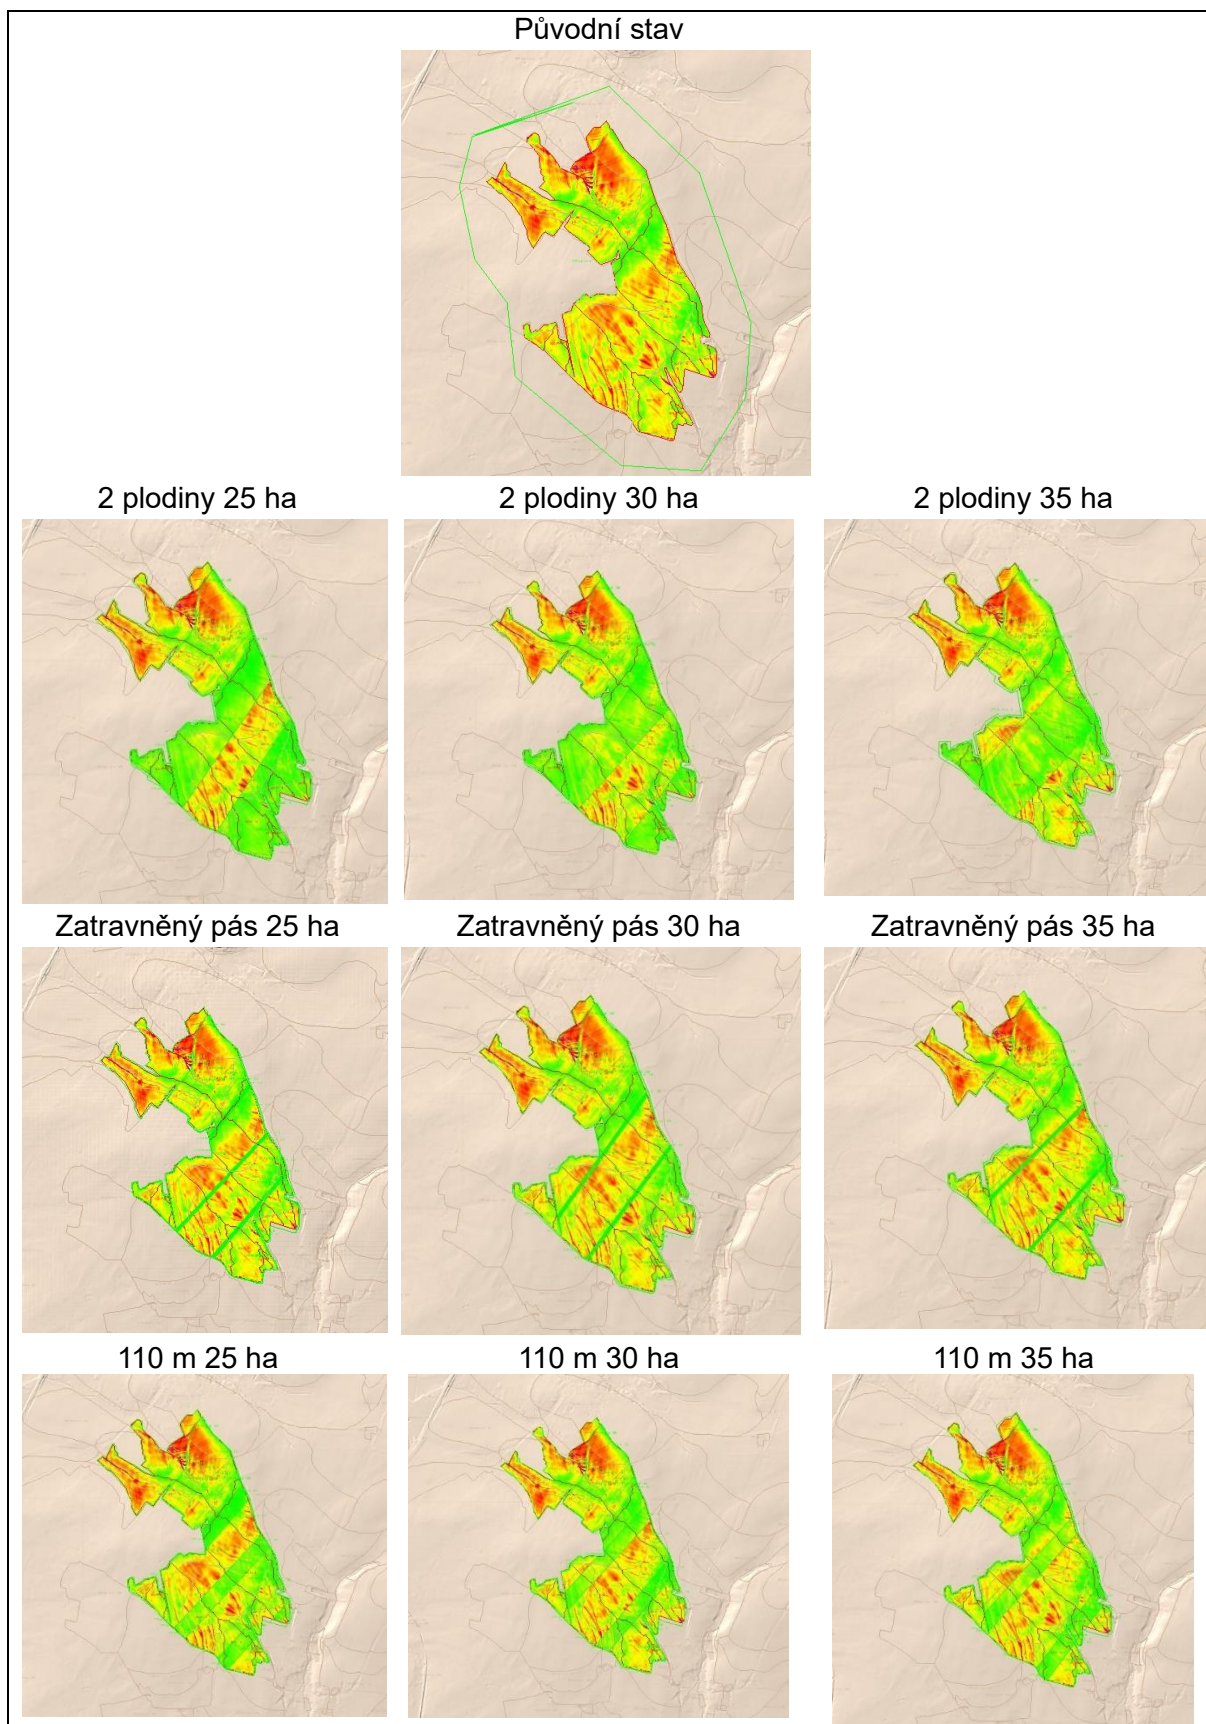 Původní stav
2 plodiny 25 ha
2 plodiny 30 ha
2 plodiny 35 ha
Zatravněný pás 25 ha
Zatravněný pás 30 ha
Zatravněný pás 35 ha
110 m 25 ha
110 m 30 ha
110 m 35 ha